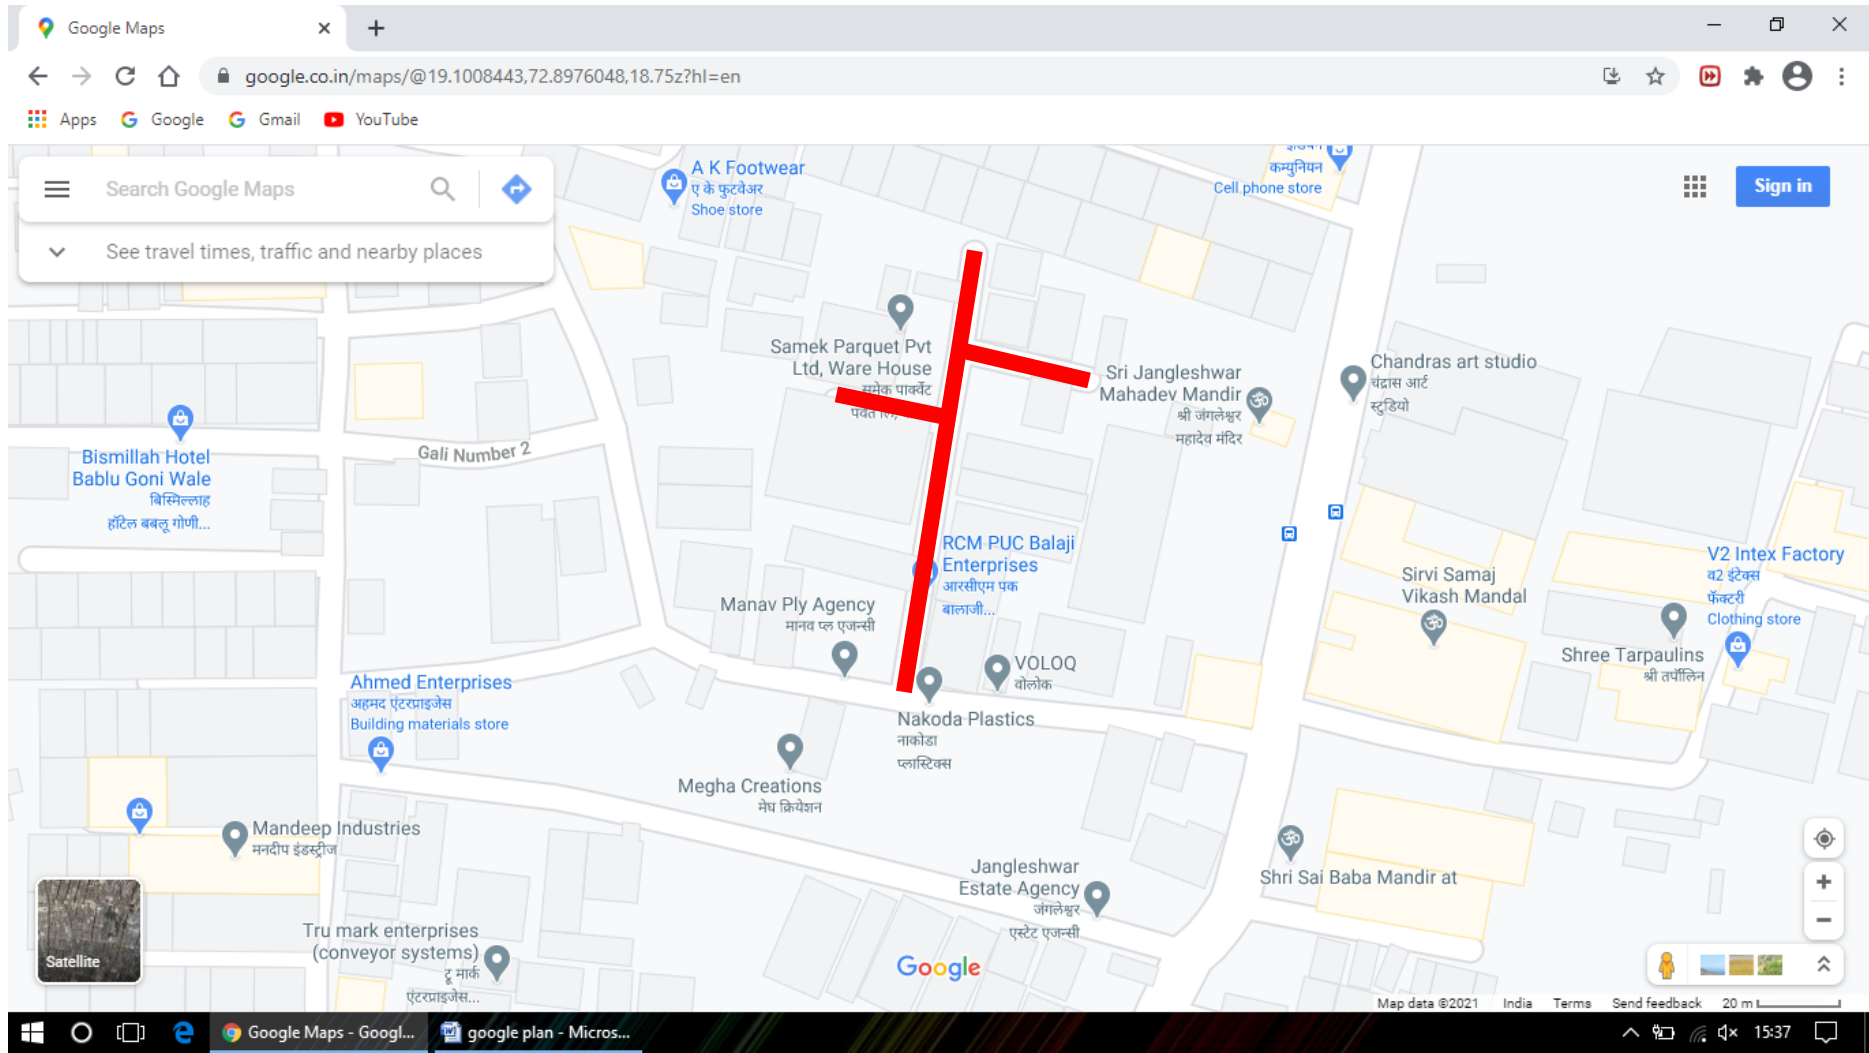 Google Maps
google.co.in/maps/@19.1008443,72.8976048,18.75z?hl=en
Apps
Google
Gmail
YouTube
Search Google Maps
See travel times, traffic and nearby places
Sign in
A K Footwear
ए के फुटवेअर
Shoe store
कम्युनियन
Cell phone store
Samek Parquet Pvt
Ltd, Ware House
समेक पार्क्वेट
Sri Jangleshwar
Mahadev Mandir
श्री जंगलेश्वर
महादेव मंदिर
Chandras art studio
चंद्रास आर्ट
स्टुडियो
Bismillah Hotel
Bablu Goni Wale
बिस्मिल्लाह
हॉटेल बबलू गोणी...
Gali Number 2
RCM PUC Balaji
Enterprises
आरसीएम पक
बालाजी...
Manav Ply Agency
मानव प्ल एजन्सी
Sirvi Samaj
Vikash Mandal
V2 Intex Factory
व2 इंटेक्स
फॅक्टरी
Clothing store
Shree Tarpaulins
श्री तर्पॉलिन
VOLOQ
वोलोक
Ahmed Enterprises
अहमद एंटरप्राइजेस
Building materials store
Nakoda Plastics
नाकोडा
प्लास्टिक्स
Megha Creations
मेघ क्रियेशन
Mandeep Industries
मनदीप इंडस्ट्रीज
Jangleshwar
Estate Agency
जंगलेश्वर
एस्टेट एजन्सी
Shri Sai Baba Mandir at
Tru mark enterprises
(conveyor systems)
ट्रू मार्क
एंटरप्राइजेस...
Satellite
Google
Map data ©2021 India Terms Send feedback 20 m
Google Maps - Googl...
google plan - Micros...
15:37